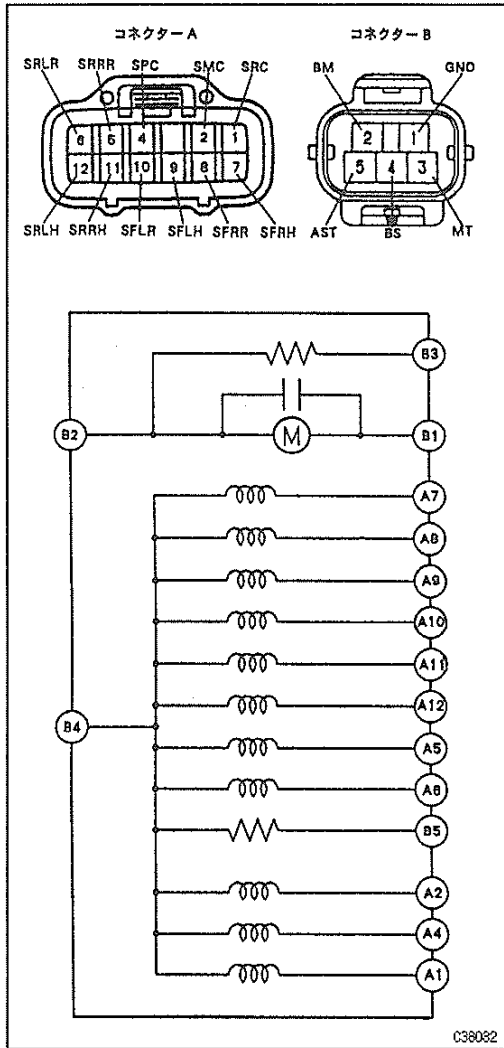 コネクターA コネクターB
SRLR SRRR SPC SMC SRC BM GND
6 5 4 2 1 2 1
12 11 10 9 8 7 5 4 3
SRLH SRRH SFLR SFLH SFRR SFRH AST BS MT
B3
B2 M B1
A7
A8
A9
A10
A11
A12
B4
A5
A6
B5
A2
A4
A1
C38082